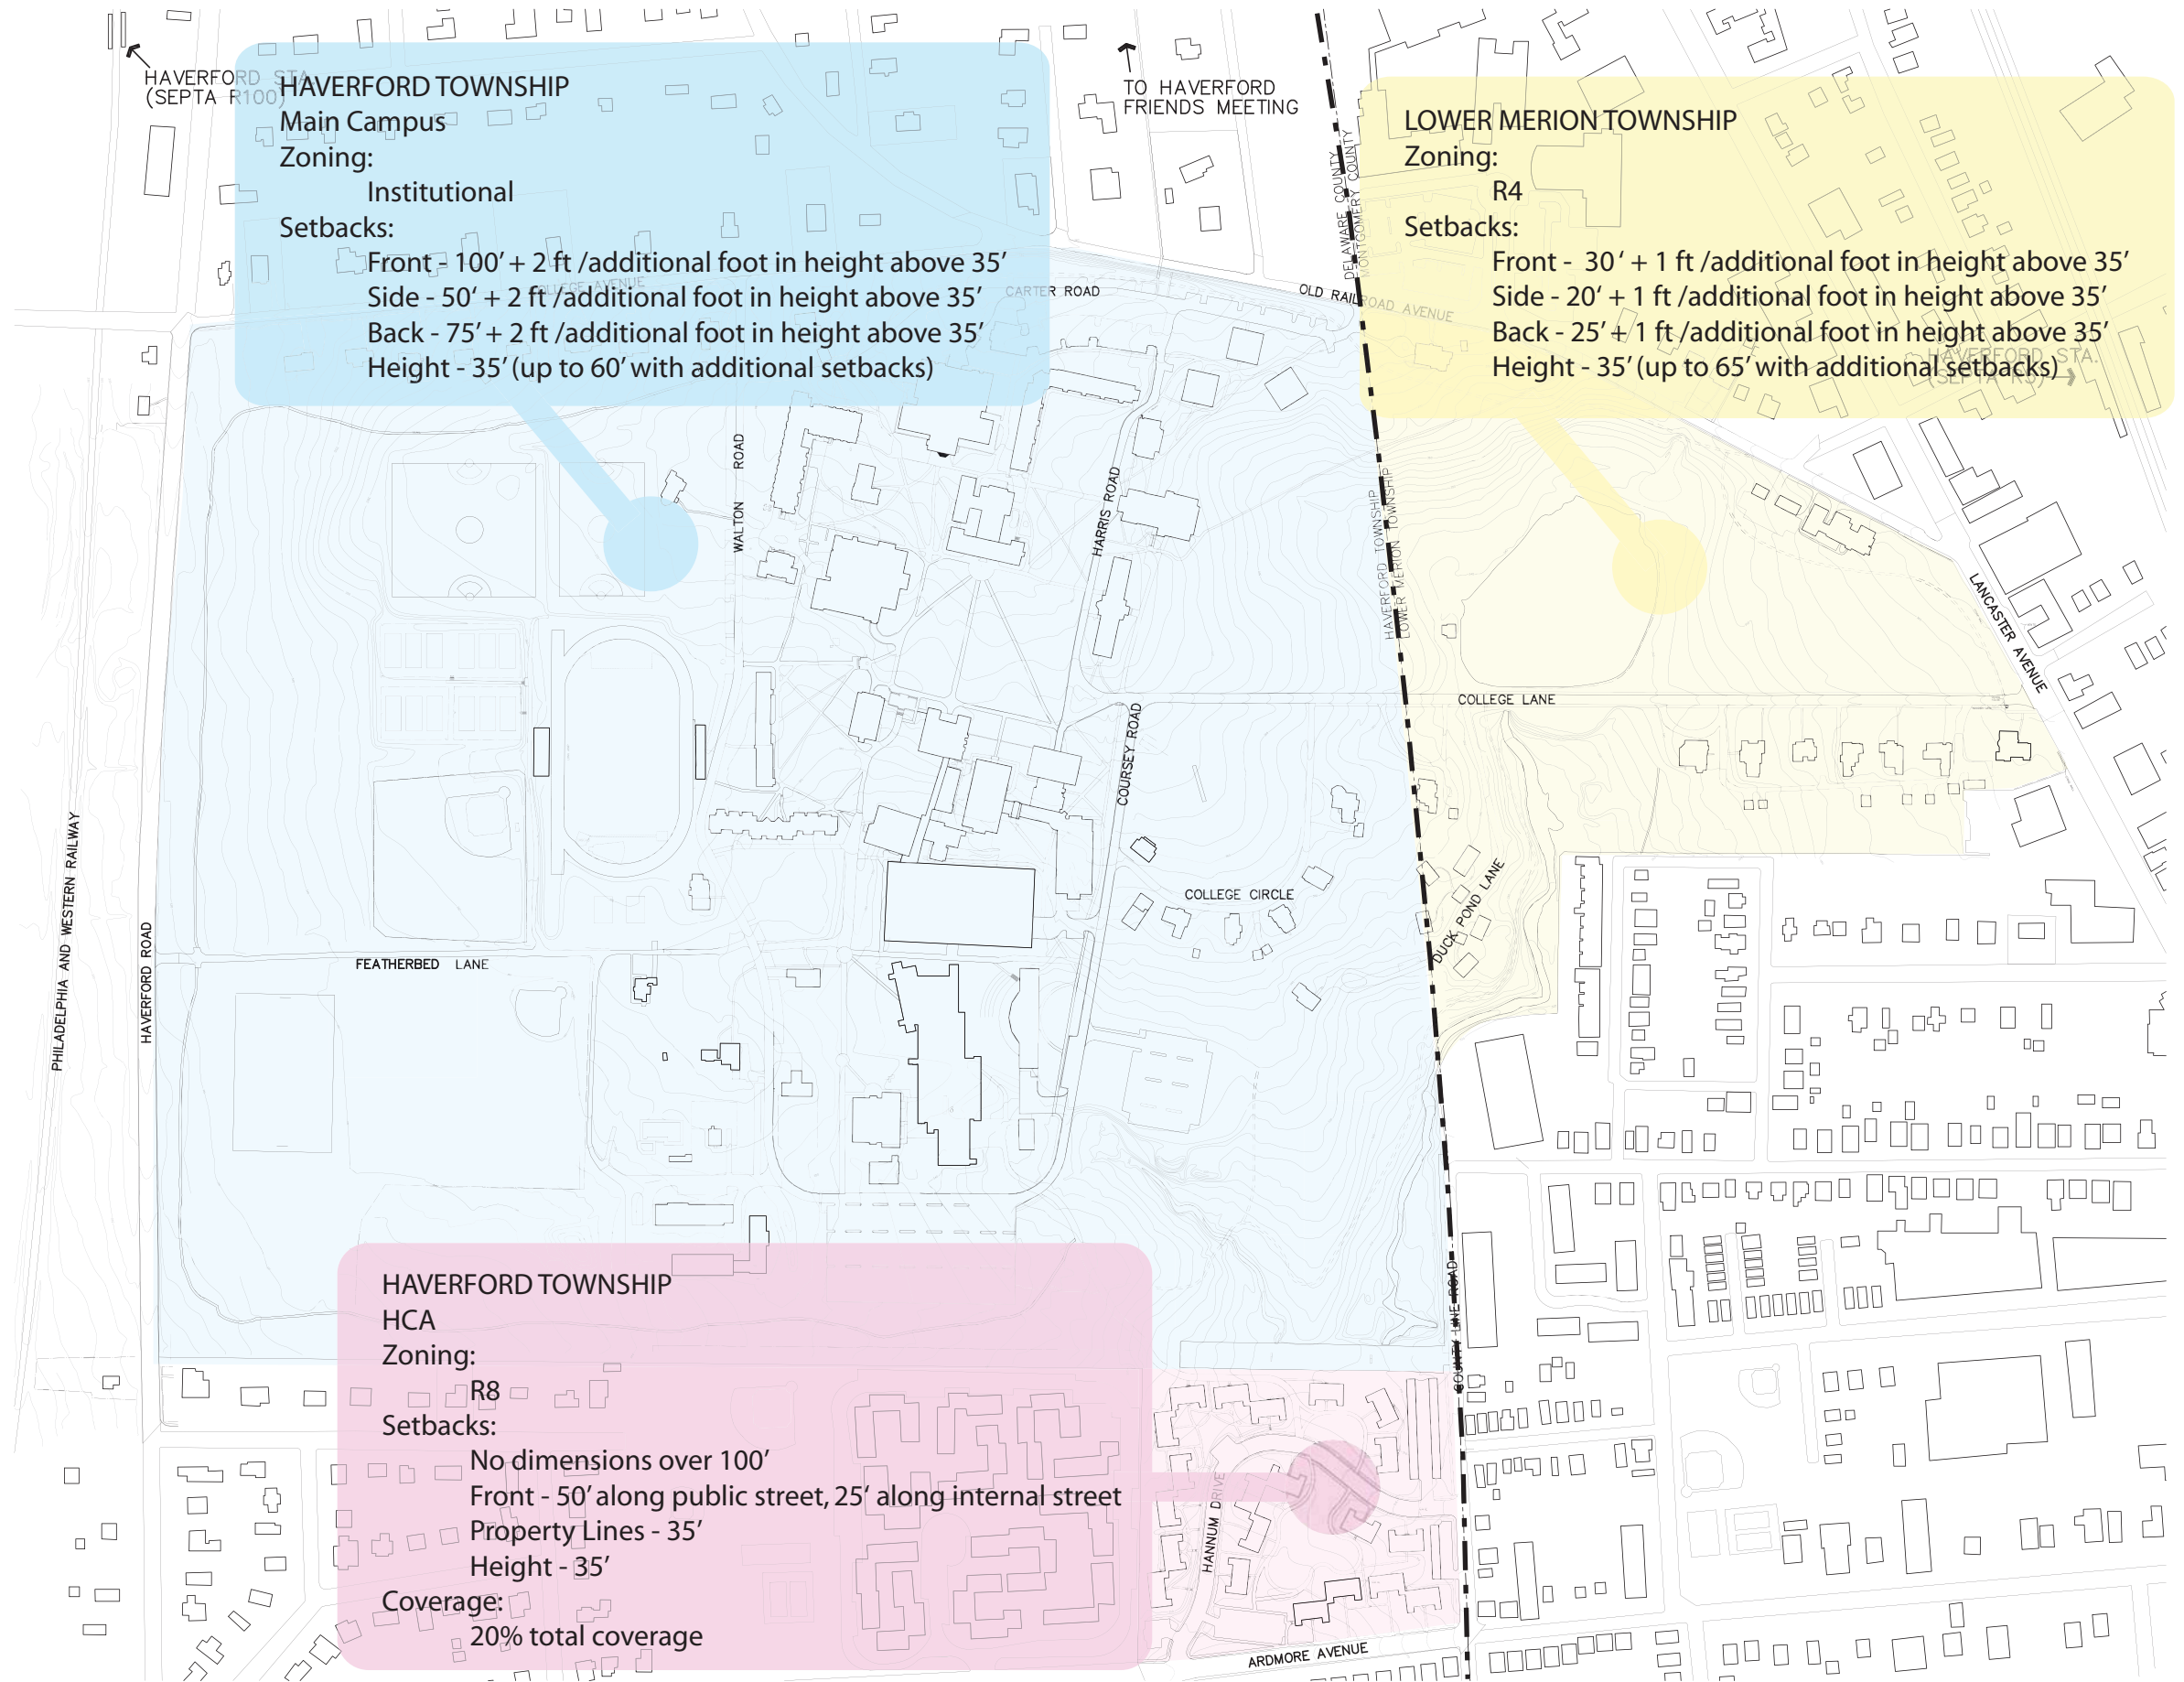 HAVERFORD STA.
(SEPTA R100)
HAVERFORD TOWNSHIP
Main Campus
Zoning:
Institutional
Setbacks:
Front - 100’ + 2 ft /additional foot in height above 35’
Side - 50‘ + 2 ft /additional foot in height above 35’
Back - 75’ + 2 ft /additional foot in height above 35’
Height - 35’ (up to 60’ with additional setbacks)
TO HAVERFORD
FRIENDS MEETING
LOWER MERION TOWNSHIP
Zoning:
R4
Setbacks:
Front - 30 ‘ + 1 ft /additional foot in height above 35’
Side - 20‘ + 1 ft /additional foot in height above 35’
Back - 25’ + 1 ft /additional foot in height above 35’
Height - 35’ (up to 65’ with additional setbacks)
DELAWARE COUNTY
MONTGOMERY COUNTY
COLLEGE AVENUE
CARTER ROAD
OLD RAILROAD AVENUE
HAVERFORD STA.
(SEPTA R5)
WALTON ROAD
HARRIS ROAD
HAVERFORD TOWNSHIP
LOWER MERION TOWNSHIP
LANCASTER AVENUE
COLLEGE LANE
COURSEY ROAD
COLLEGE CIRCLE
DUCK POND LANE
PHILADELPHIA AND WESTERN RAILWAY
HAVERFORD ROAD
FEATHERBED LANE
COUNTY LINE ROAD
HAVERFORD TOWNSHIP
HCA
Zoning:
R8
Setbacks:
No dimensions over 100’
Front - 50’ along public street, 25‘ along internal street
Property Lines - 35’
Height - 35’
Coverage:
20% total coverage
HANNUM DRIVE
ARDMORE AVENUE